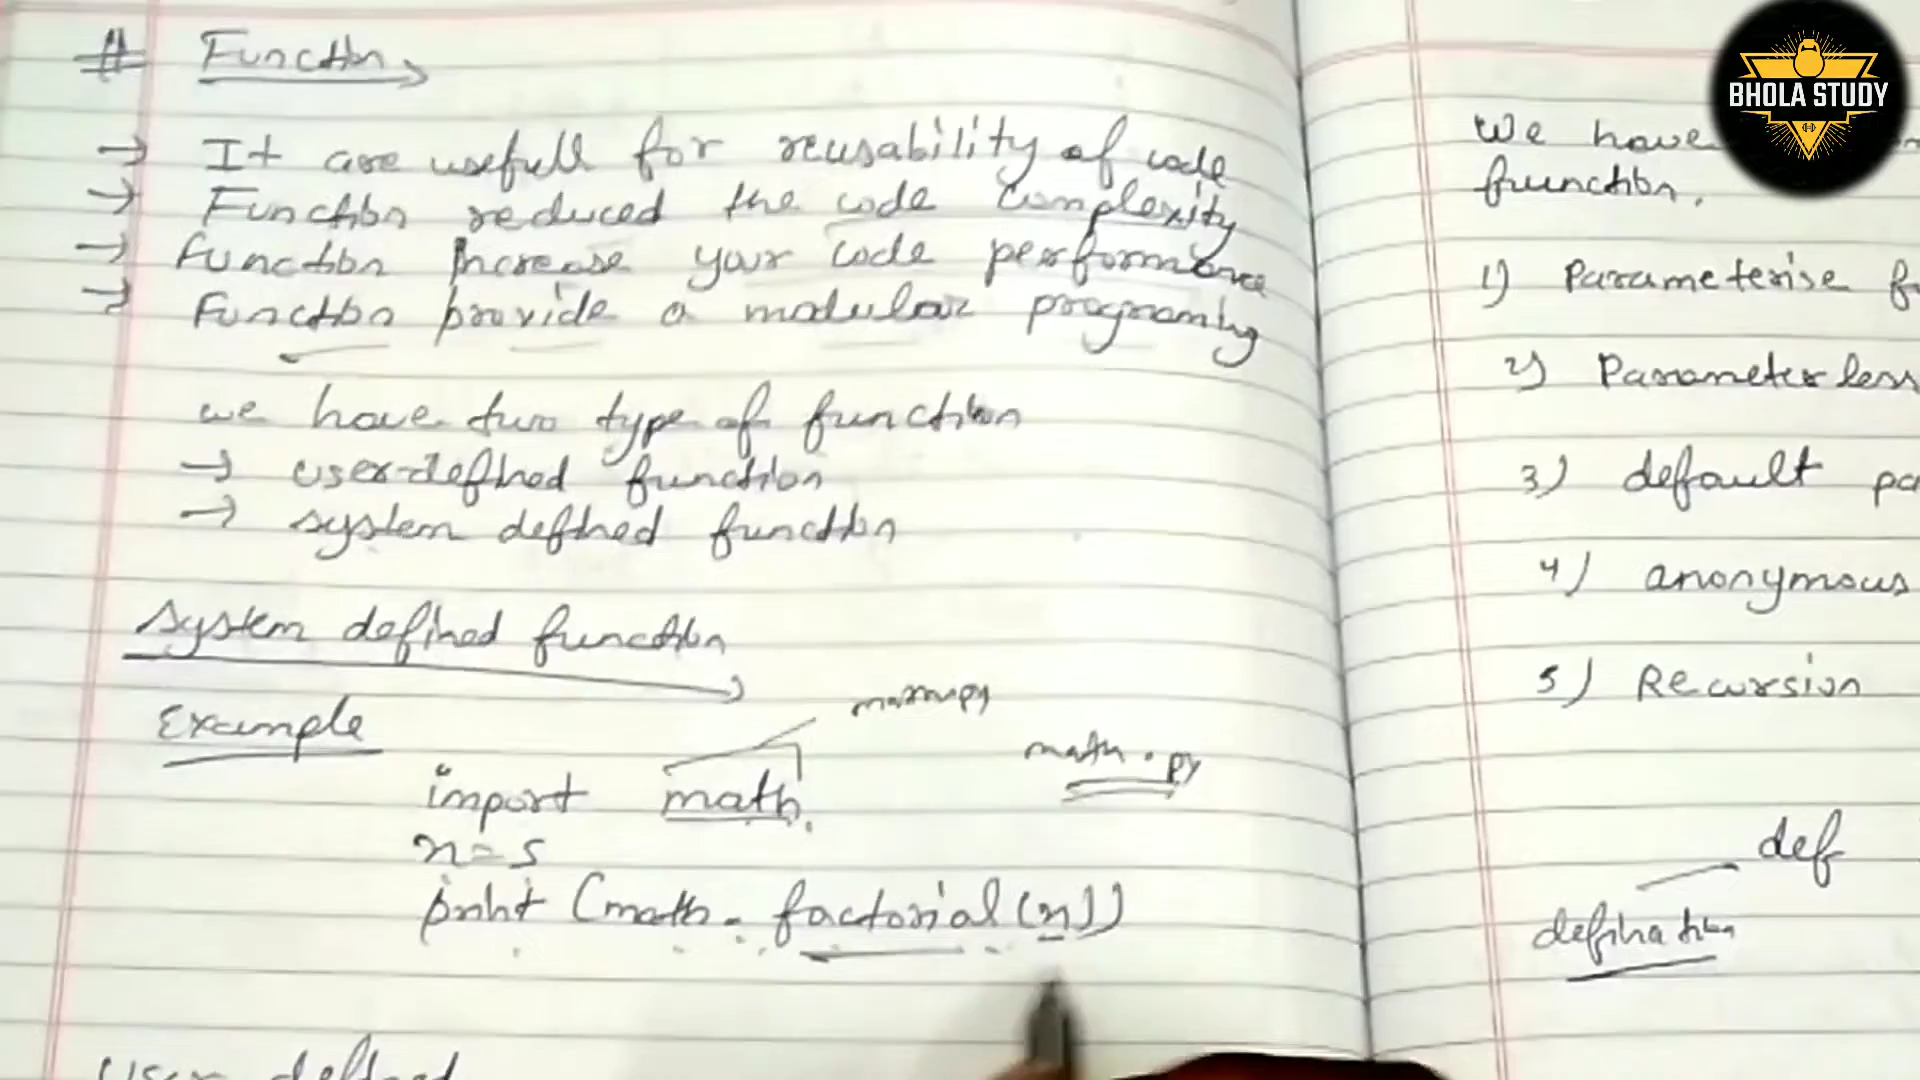 # Function
→ It are usefull for reusability of code
→ Function reduced the code complexity
→ Function Increase your code performance
→ Function provide a modular programing
we have two type of function
→ user-defined function
→ system defined function
system defined function
Example
math.py
import math
n=5
print (math. factorial(n))
user defined
BHOLA STUDY
We have
function.
1) Parameterise
2) Parameterless
3) default
4) anonymous
5) Recursion
def
defination